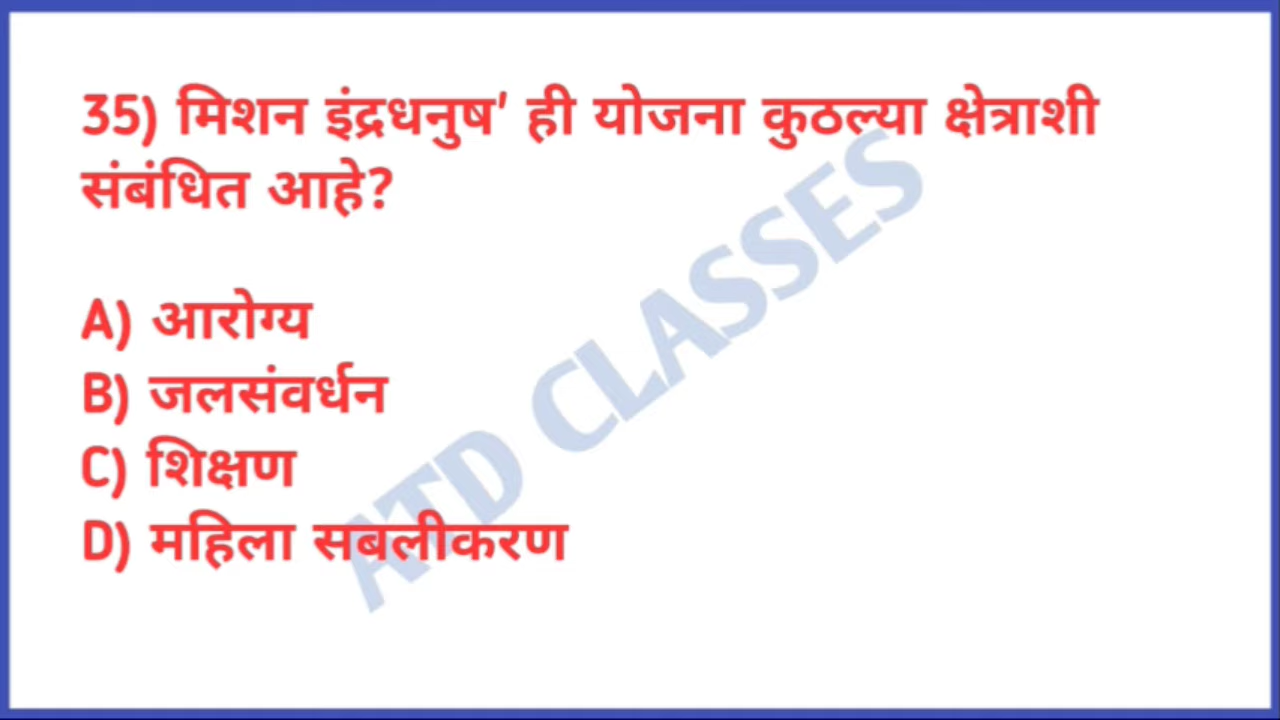 35) मिशन इंद्रधनुष' ही योजना कुठल्या क्षेत्राशी
संबंधित आहे?
A) आरोग्य
B) जलसंवर्धन
C) शिक्षण
D) महिला सबलीकरण
ATD CLASSES